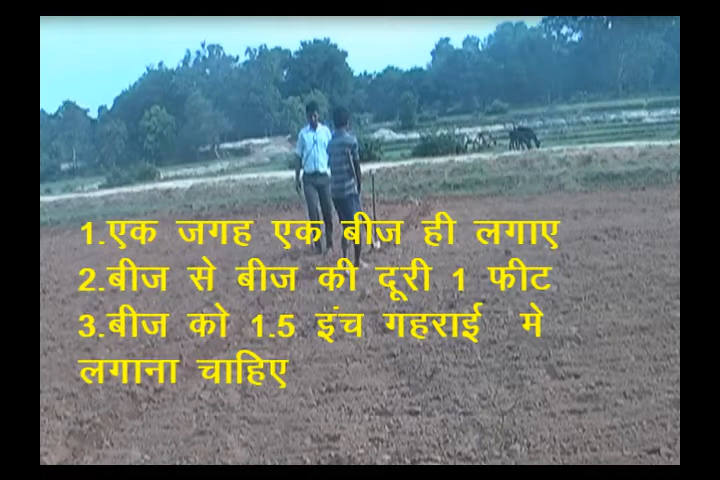 1.एक जगह एक बीज ही लगाए
2.बीज से बीज की दूरी 1 फीट
3.बीज को 1.5 इंच गहराई मे
लगाना चाहिए